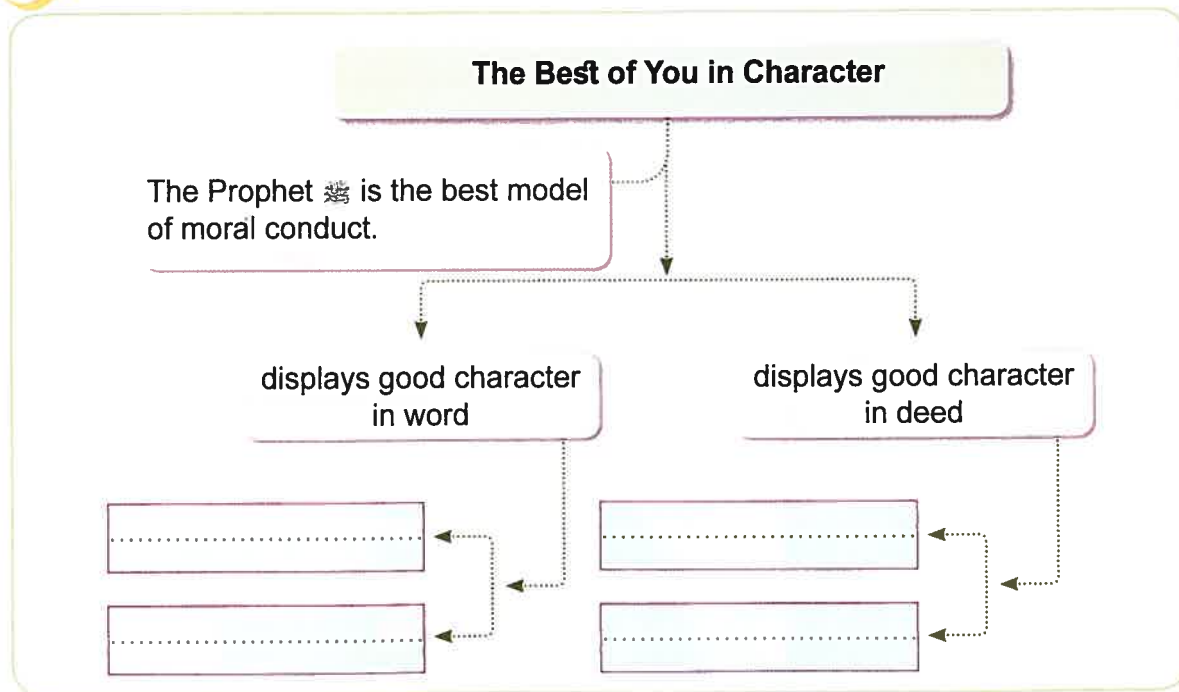 The Best of You in Character
The Prophet ﷺ is the best model
of moral conduct.
displays good character
in word
displays good character
in deed